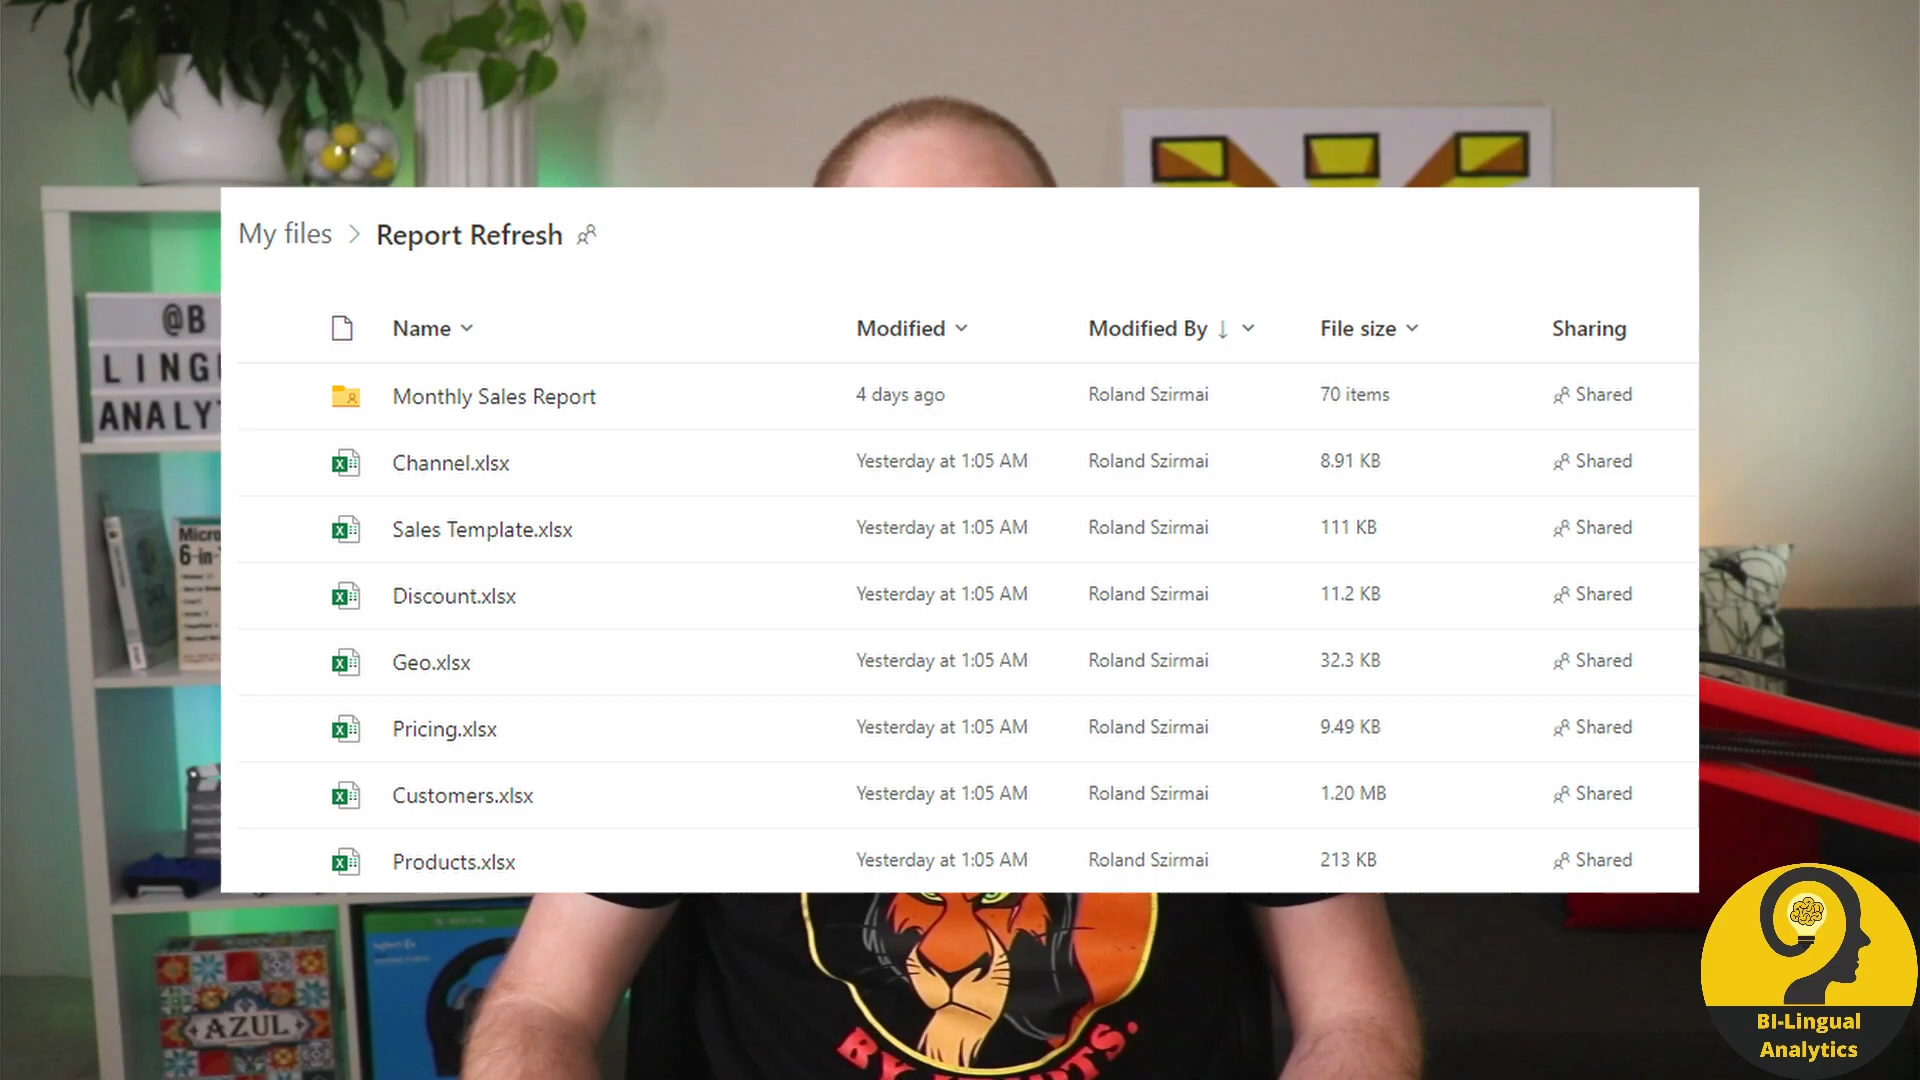 My files > Report Refresh
Name Modified Modified By ↓ File size Sharing
Monthly Sales Report 4 days ago Roland Szirmai 70 items Shared
Channel.xlsx Yesterday at 1:05 AM Roland Szirmai 8.91 KB Shared
Sales Template.xlsx Yesterday at 1:05 AM Roland Szirmai 111 KB Shared
Discount.xlsx Yesterday at 1:05 AM Roland Szirmai 11.2 KB Shared
Geo.xlsx Yesterday at 1:05 AM Roland Szirmai 32.3 KB Shared
Pricing.xlsx Yesterday at 1:05 AM Roland Szirmai 9.49 KB Shared
Customers.xlsx Yesterday at 1:05 AM Roland Szirmai 1.20 MB Shared
Products.xlsx Yesterday at 1:05 AM Roland Szirmai 213 KB Shared
@B
LING
ANALY
Micro
6-in-
AZUL
BI-Lingual
Analytics